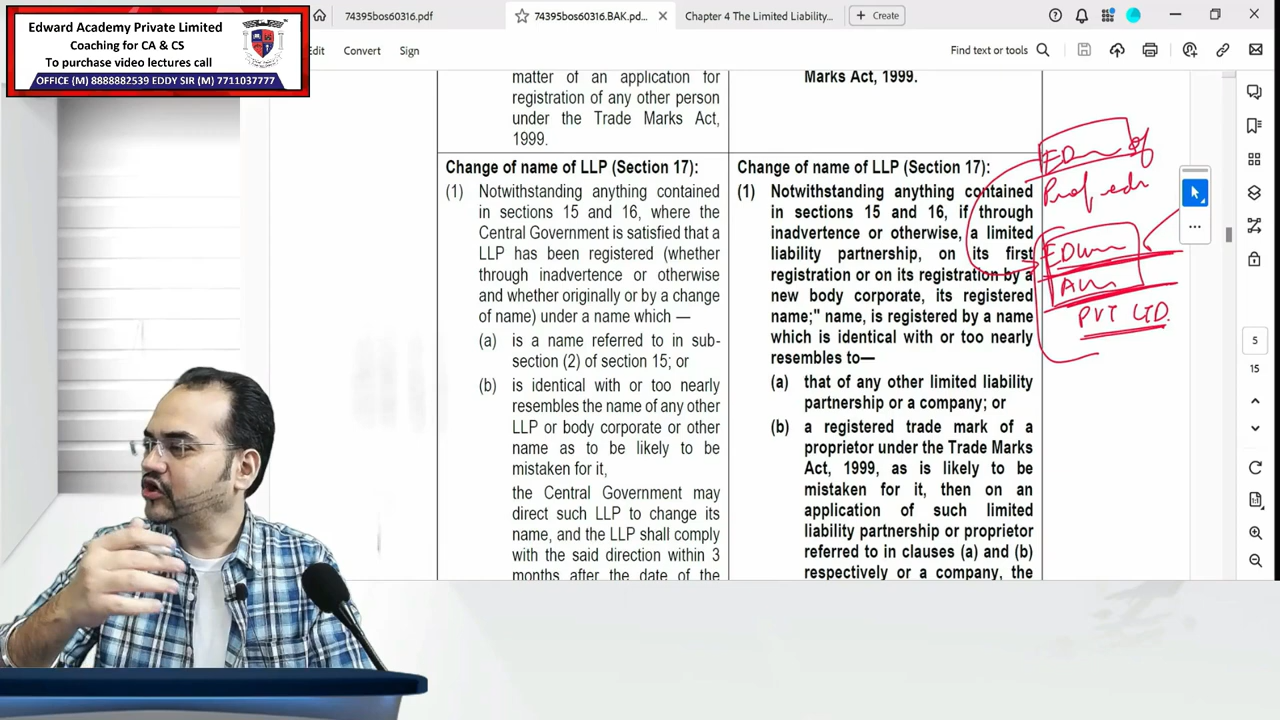 Edward Academy Private Limited
Coaching for CA & CS
To purchase video lectures call
OFFICE (M) 8888882539 EDDY SIR (M) 7711037777
74395bos60316.pdf
74395bos60316.BAK.pd...
Chapter 4 The Limited Liability...
Create
Edit
Convert
Sign
Find text or tools
matter of an application for
registration of any other person
under the Trade Marks Act,
1999.
Change of name of LLP (Section 17):
(1) Notwithstanding anything contained
in sections 15 and 16, where the
Central Government is satisfied that a
LLP has been registered (whether
through inadvertence or otherwise
and whether originally or by a change
of name) under a name which —
(a) is a name referred to in sub-
section (2) of section 15; or
(b) is identical with or too nearly
resembles the name of any other
LLP or body corporate or other
name as to be likely to be
mistaken for it,
the Central Government may
direct such LLP to change its
name, and the LLP shall comply
with the said direction within 3
months after the date of the
Marks Act, 1999.
Change of name of LLP (Section 17):
(1) Notwithstanding anything contained
in sections 15 and 16, if through
inadvertence or otherwise, a limited
liability partnership, on its first
registration or on its registration by a
new body corporate, its registered
name;" name, is registered by a name
which is identical with or too nearly
resembles to—
(a) that of any other limited liability
partnership or a company; or
(b) a registered trade mark of a
proprietor under the Trade Marks
Act, 1999, as is likely to be
mistaken for it, then on an
application of such limited
liability partnership or proprietor
referred to in clauses (a) and (b)
respectively or a company, the
of
Prof
PVT LTD.
5
15